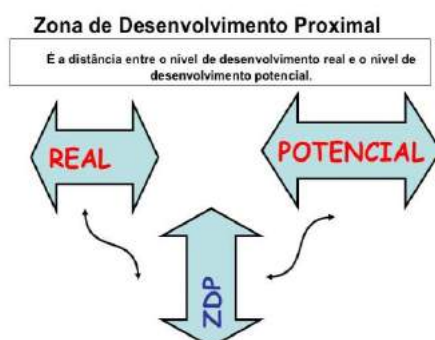 Zona de Desenvolvimento Proximal
É a distância entre o nível de desenvolvimento real e o nível de
desenvolvimento potencial.
REAL
POTENCIAL
ZDP